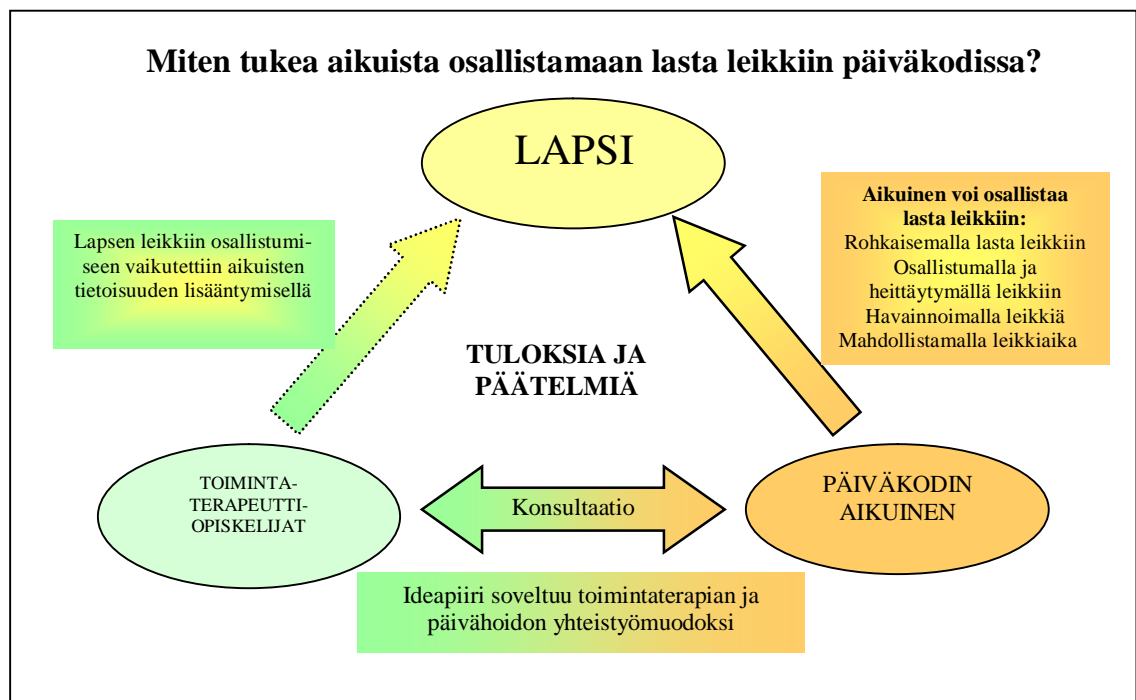 Miten tukea aikuista osallistamaan lasta leikkiin päiväkodissa?
LAPSI
Lapsen leikkiin osallistumi-
seen vaikutettiin aikuisten
tietoisuuden lisääntymisellä
Aikuinen voi osallistaa
lasta leikkiin:
Rohkaisemalla lasta leikkiin
Osallistumalla ja
heittäytymällä leikkiin
Havainnoimalla leikkiä
Mahdollistamalla leikkiaika
TULOKSIA JA
PÄÄTELMIÄ
TOIMINTA-
TERAPEUTTI-
OPISKELIJAT
Konsultaatio
PÄIVÄKODIN
AIKUINEN
Ideapiiri soveltuu toimintaterapian ja
päivähoidon yhteistyömuodoksi